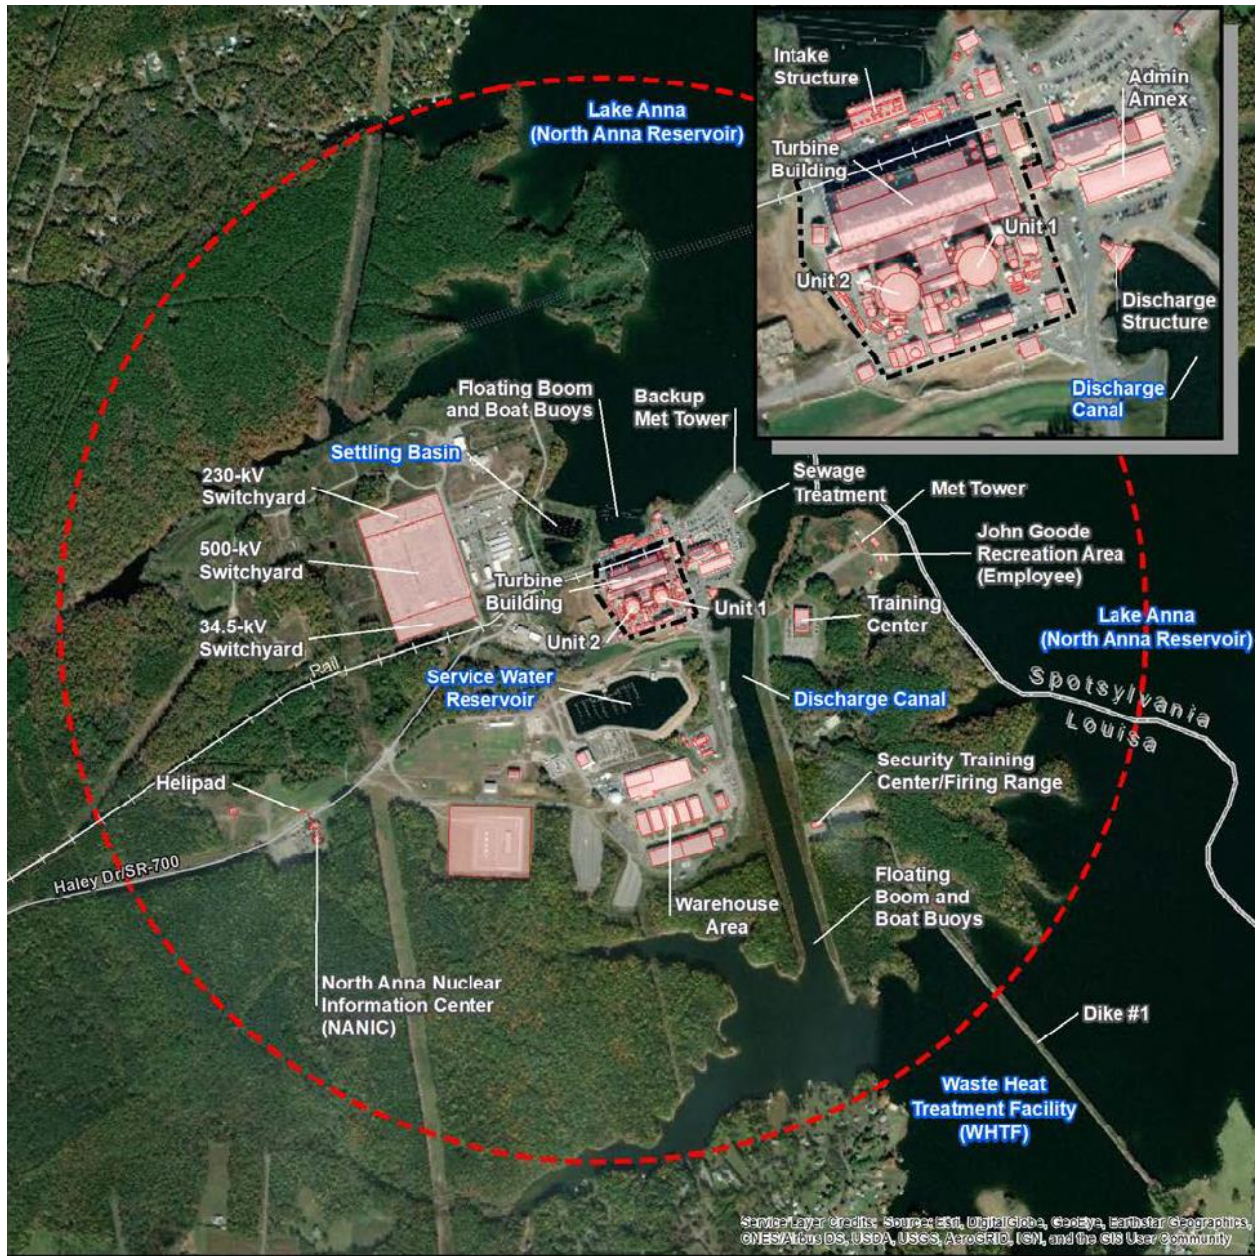 Lake Anna
(North Anna Reservoir)
Intake
Structure
Admin
Annex
Turbine
Building
Unit 1
Unit 2
Discharge
Structure
Discharge
Canal
Floating Boom
and Boat Buoys
Backup
Met Tower
Settling Basin
230-kV
Switchyard
Sewage
Treatment
Met Tower
500-kV
Switchyard
John Goode
Recreation Area
(Employee)
Turbine
Building
Unit 1
Training
Center
34.5-kV
Switchyard
Unit 2
Lake Anna
(North Anna Reservoir)
Rail
Service Water
Reservoir
Discharge Canal
Spotsylvania
Louisa
Helipad
Security Training
Center/Firing Range
Haley Dr/SR-700
Floating
Boom and
Boat Buoys
Warehouse
Area
North Anna Nuclear
Information Center
(NANIC)
Dike #1
Waste Heat
Treatment Facility
(WHTF)
Service Layer Credits: Source: Esri, DigitalGlobe, GeoEye, Earthstar Geographics,
CNES/Airbus DS, USDA, USGS, AeroGRID, IGN, and the GIS User Community